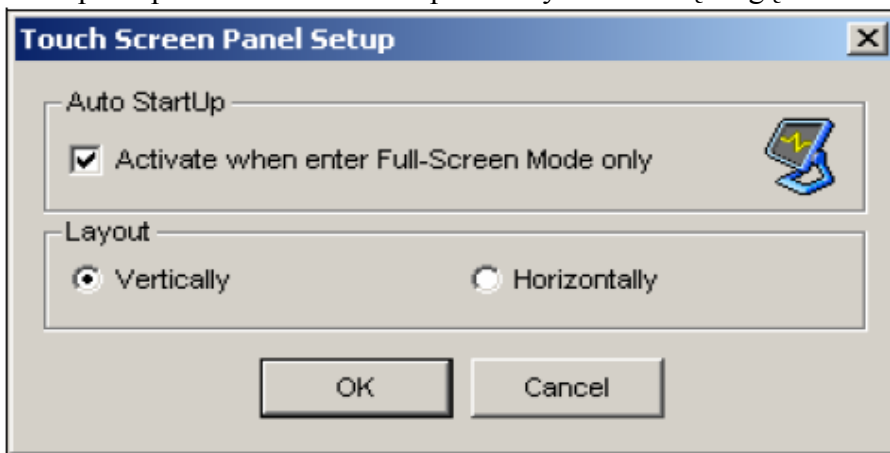 Touch Screen Panel Setup
Auto StartUp
Activate when enter Full-Screen Mode only
Layout
Vertically Horizontally
OK Cancel